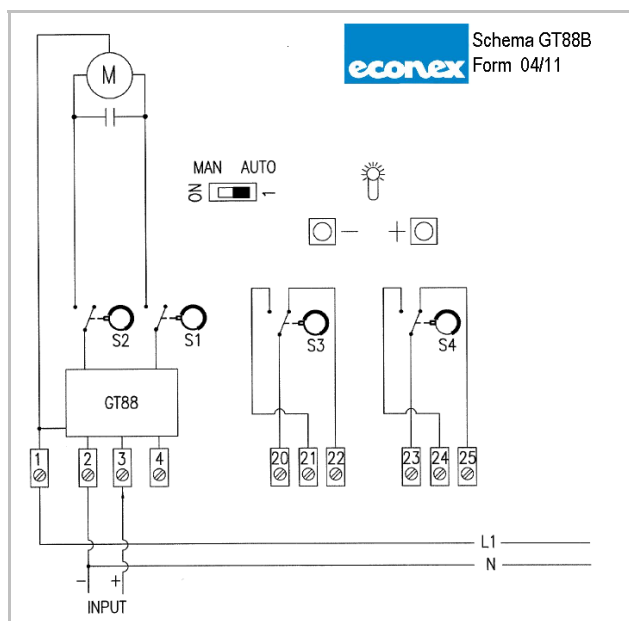 econex
Schema GT88B
Form 04/11
M
MAN AUTO
ON 1
- +
S2 S1 S3 S4
GT88
1 2 3 4 20 21 22 23 24 25
L1
N
- +
INPUT